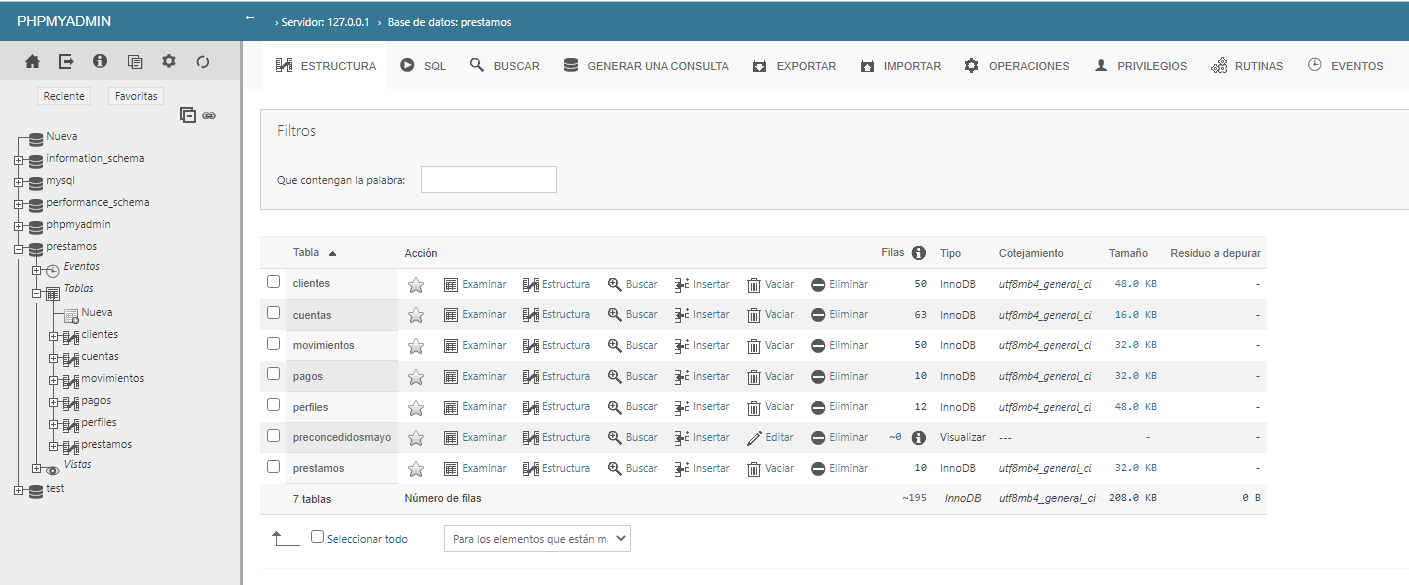 PHPMYADMIN
← › Servidor: 127.0.0.1 › Base de datos: prestamos
Reciente Favoritas
Nueva
information_schema
mysql
performance_schema
phpmyadmin
prestamos
Eventos
Tablas
Nueva
clientes
cuentas
movimientos
pagos
perfiles
prestamos
Vistas
test
ESTRUCTURA SQL BUSCAR GENERAR UNA CONSULTA EXPORTAR IMPORTAR OPERACIONES PRIVILEGIOS RUTINAS EVENTOS
Filtros
Que contengan la palabra:
Tabla Acción Filas Tipo Cotejamiento Tamaño Residuo a depurar
clientes Examinar Estructura Buscar Insertar Vaciar Eliminar 50 InnoDB utf8mb4_general_ci 48.0 KB -
cuentas Examinar Estructura Buscar Insertar Vaciar Eliminar 63 InnoDB utf8mb4_general_ci 16.0 KB -
movimientos Examinar Estructura Buscar Insertar Vaciar Eliminar 50 InnoDB utf8mb4_general_ci 32.0 KB -
pagos Examinar Estructura Buscar Insertar Vaciar Eliminar 10 InnoDB utf8mb4_general_ci 32.0 KB -
perfiles Examinar Estructura Buscar Insertar Vaciar Eliminar 12 InnoDB utf8mb4_general_ci 48.0 KB -
preconcedidosmayo Examinar Estructura Buscar Insertar Editar Eliminar ~0 Visualizar --- - -
prestamos Examinar Estructura Buscar Insertar Vaciar Eliminar 10 InnoDB utf8mb4_general_ci 32.0 KB -
7 tablas Número de filas ~195 InnoDB utf8mb4_general_ci 208.0 KB 0 B
Seleccionar todo Para los elementos que están m